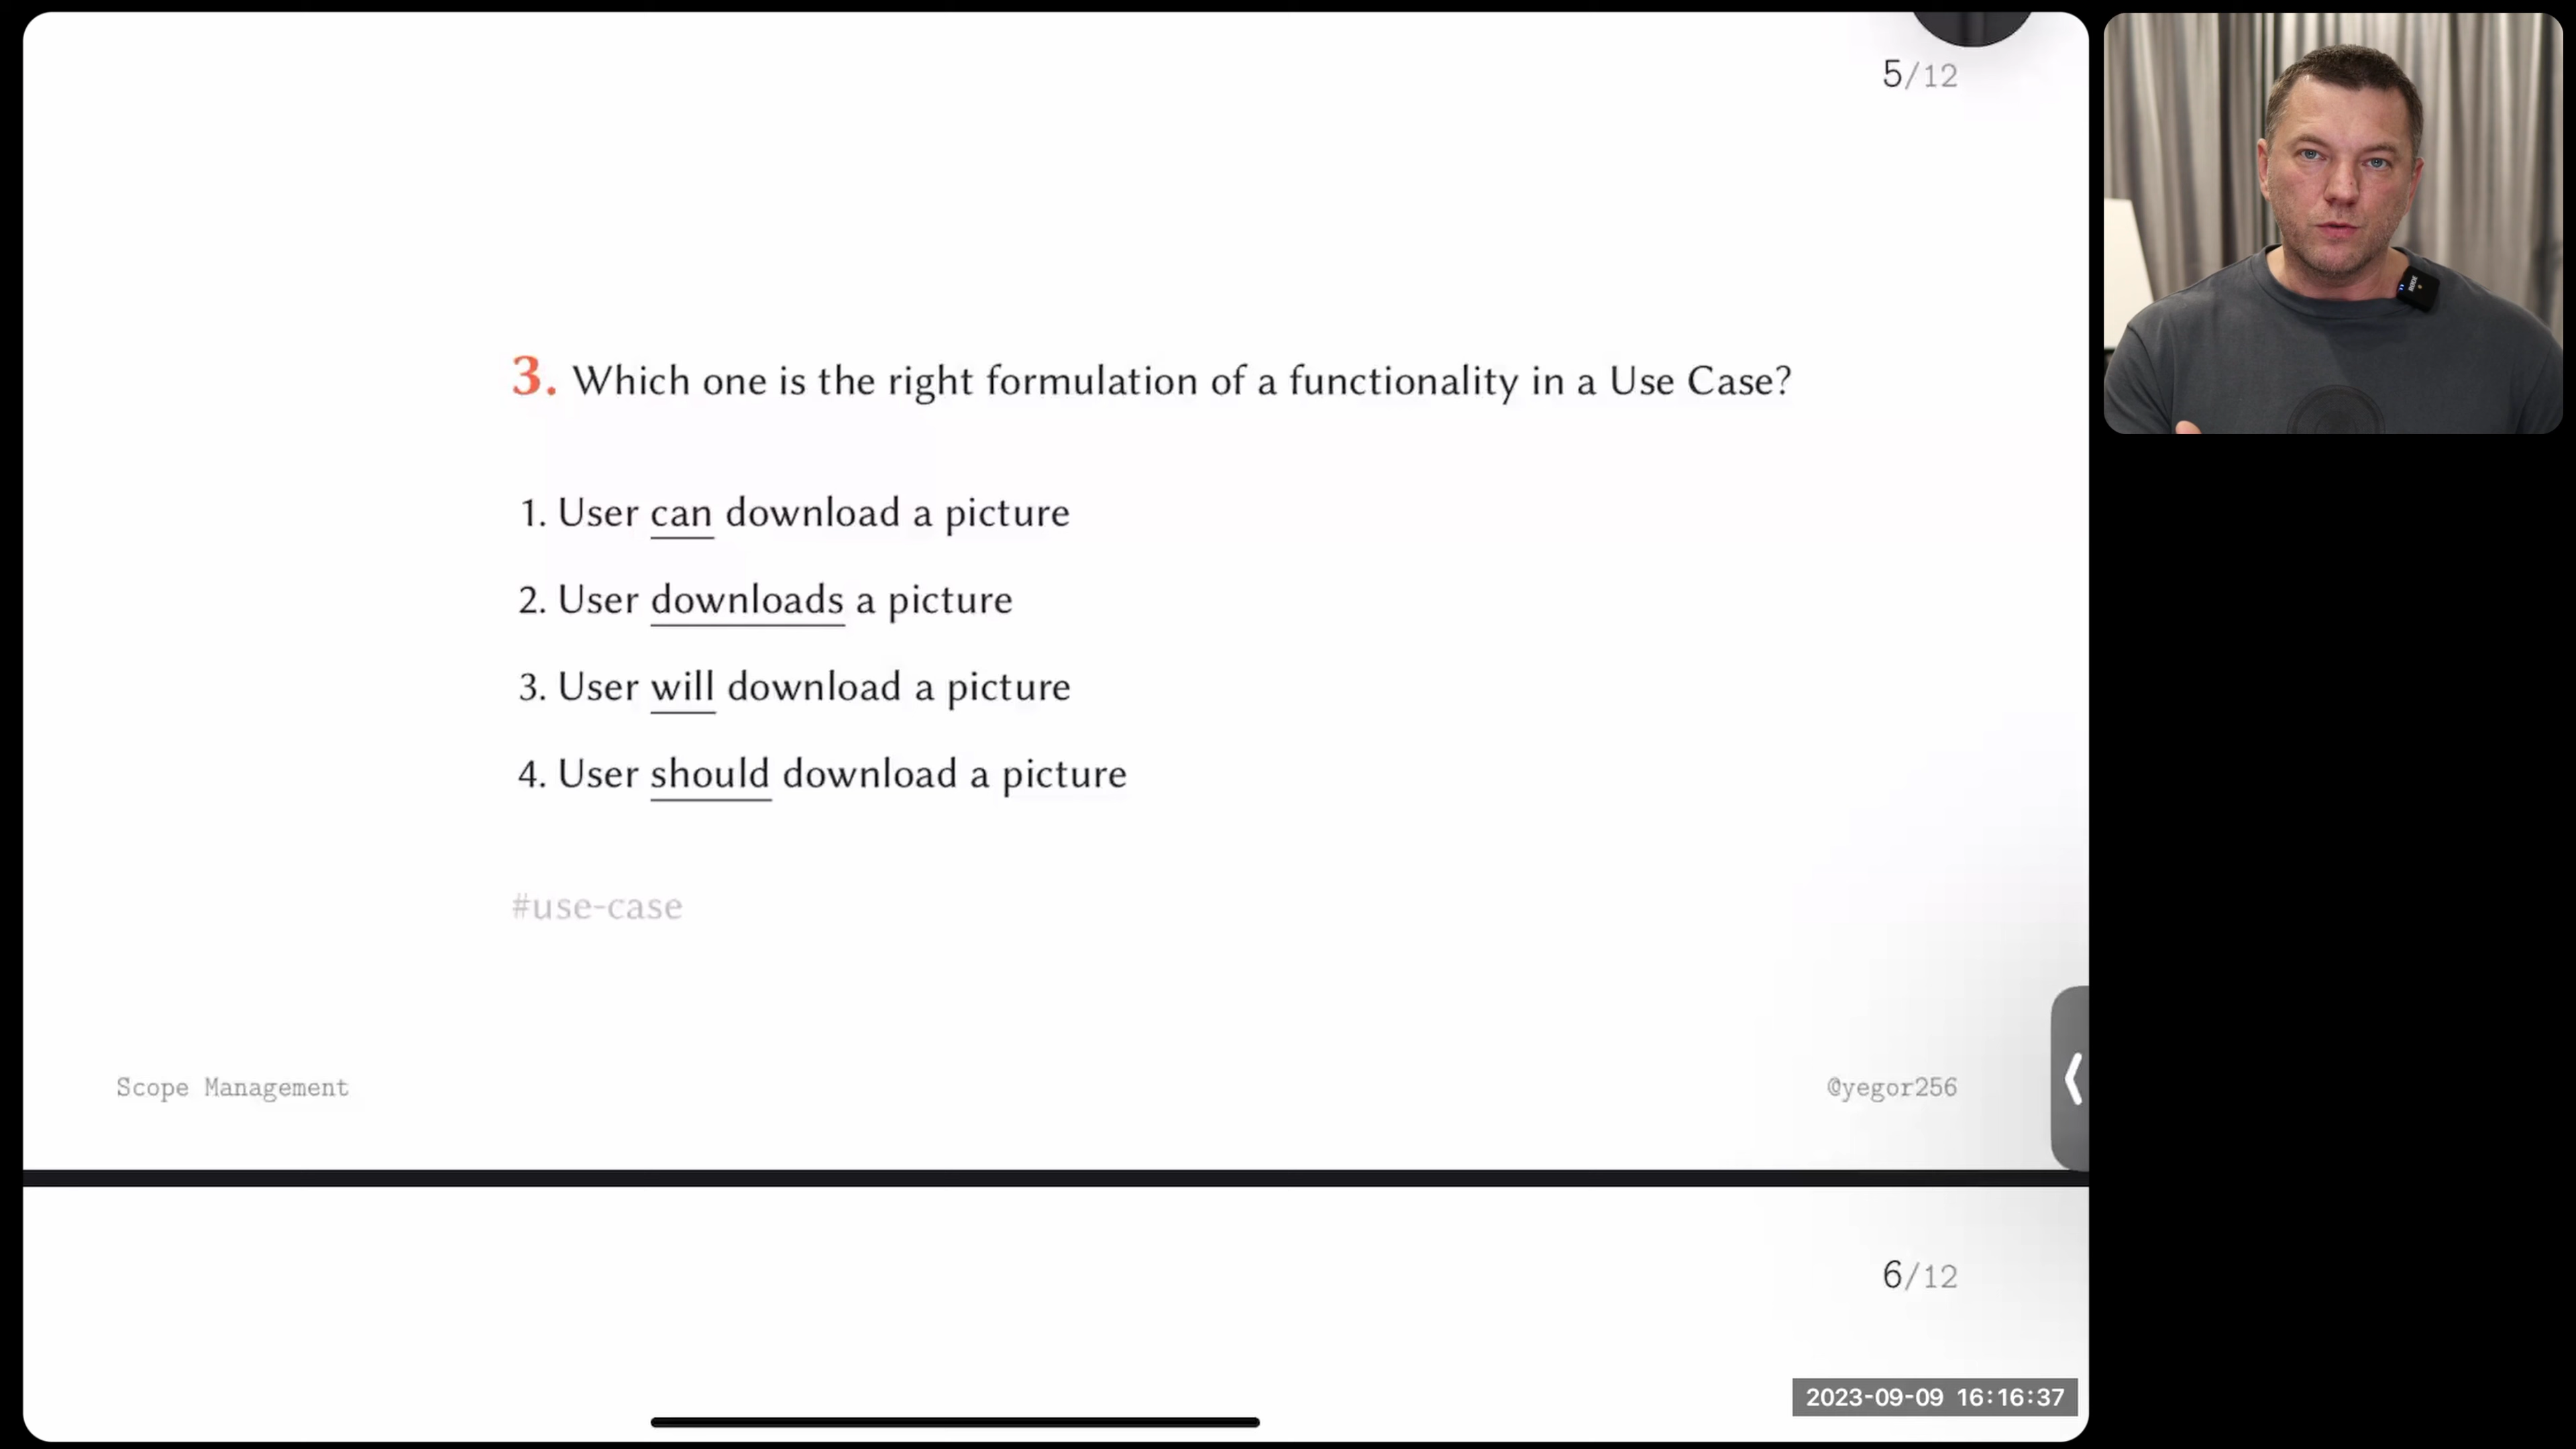 5/12
3. Which one is the right formulation of a functionality in a Use Case?
1. User can download a picture
2. User downloads a picture
3. User will download a picture
4. User should download a picture
#use-case
Scope Management
@yegor256
6/12
2023-09-09 16:16:37